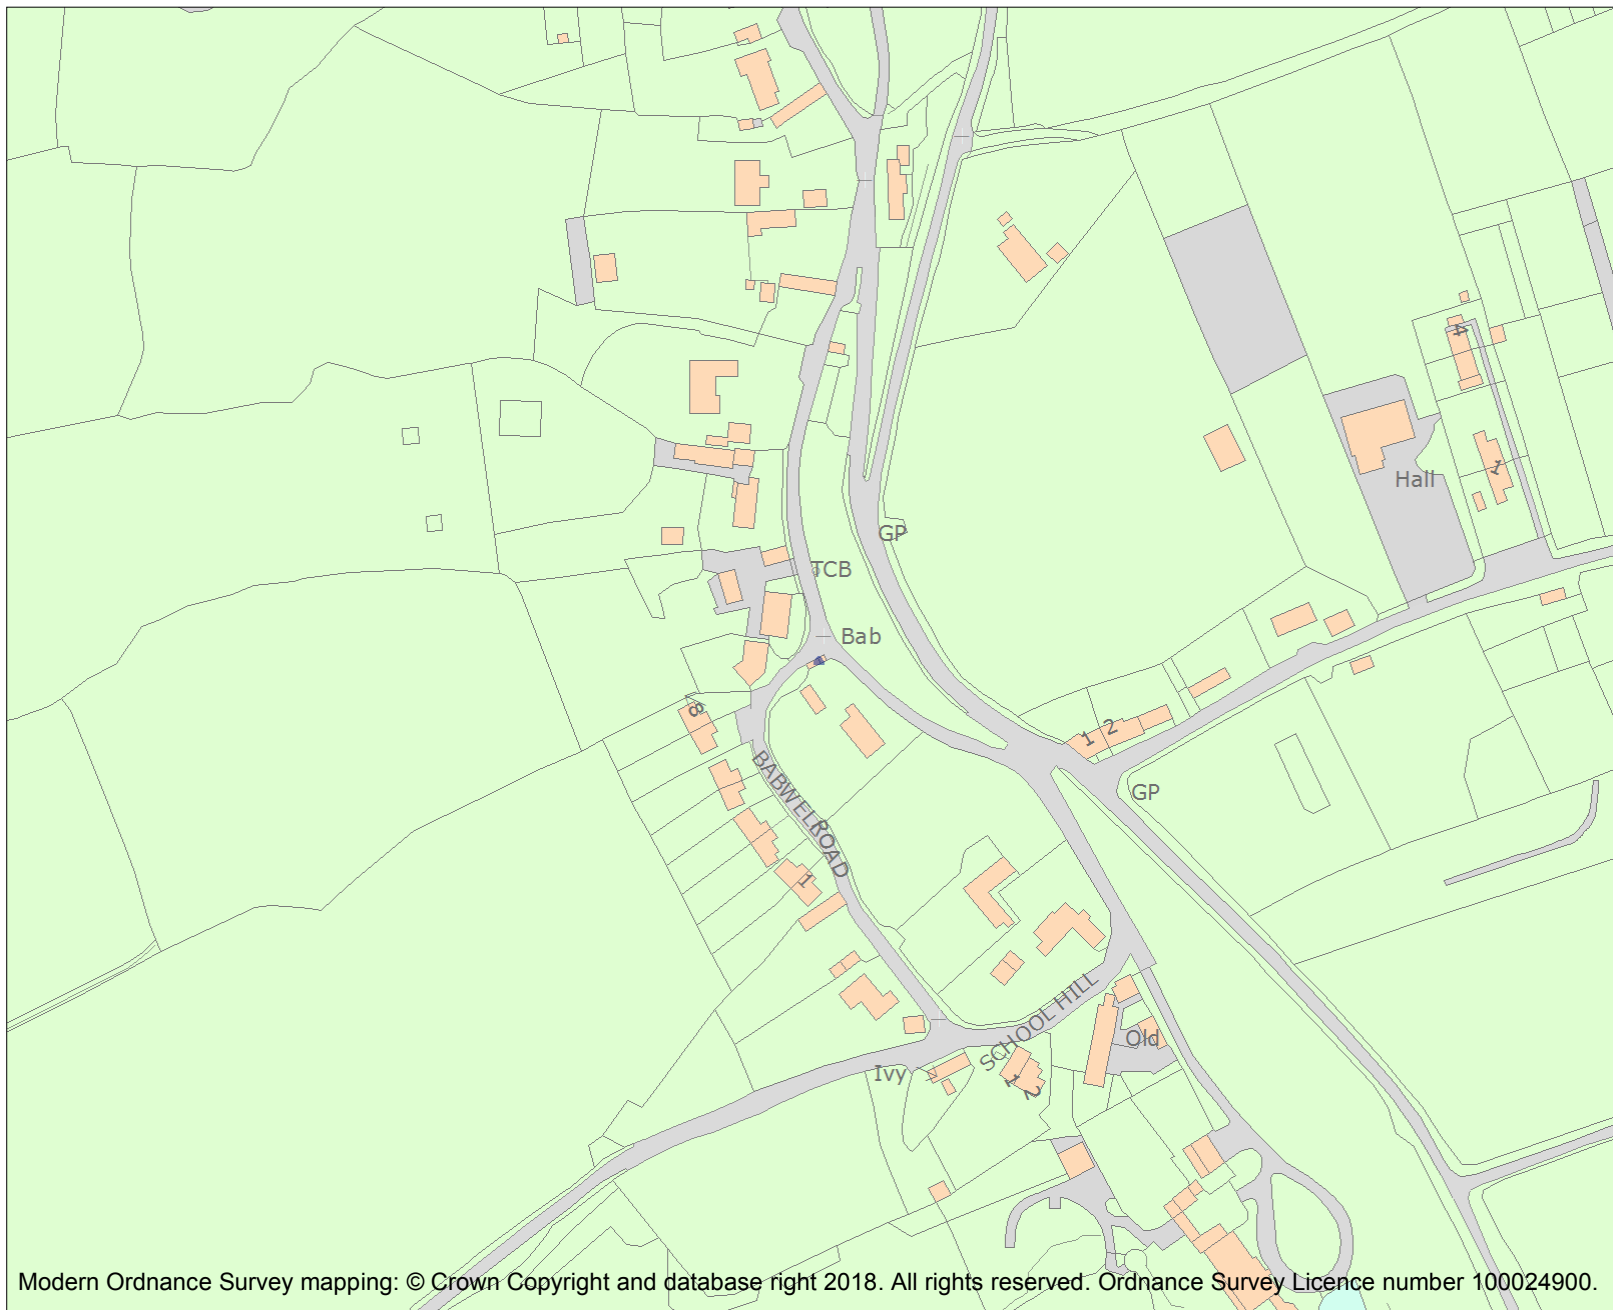 4
Hall
1
GP
TCB
Bab
8
1 2
BABWELROAD
GP
1
SCHOOL HILL
Old
Ivy
1
2
Modern Ordnance Survey mapping: © Crown Copyright and database right 2018. All rights reserved. Ordnance Survey Licence number 100024900.